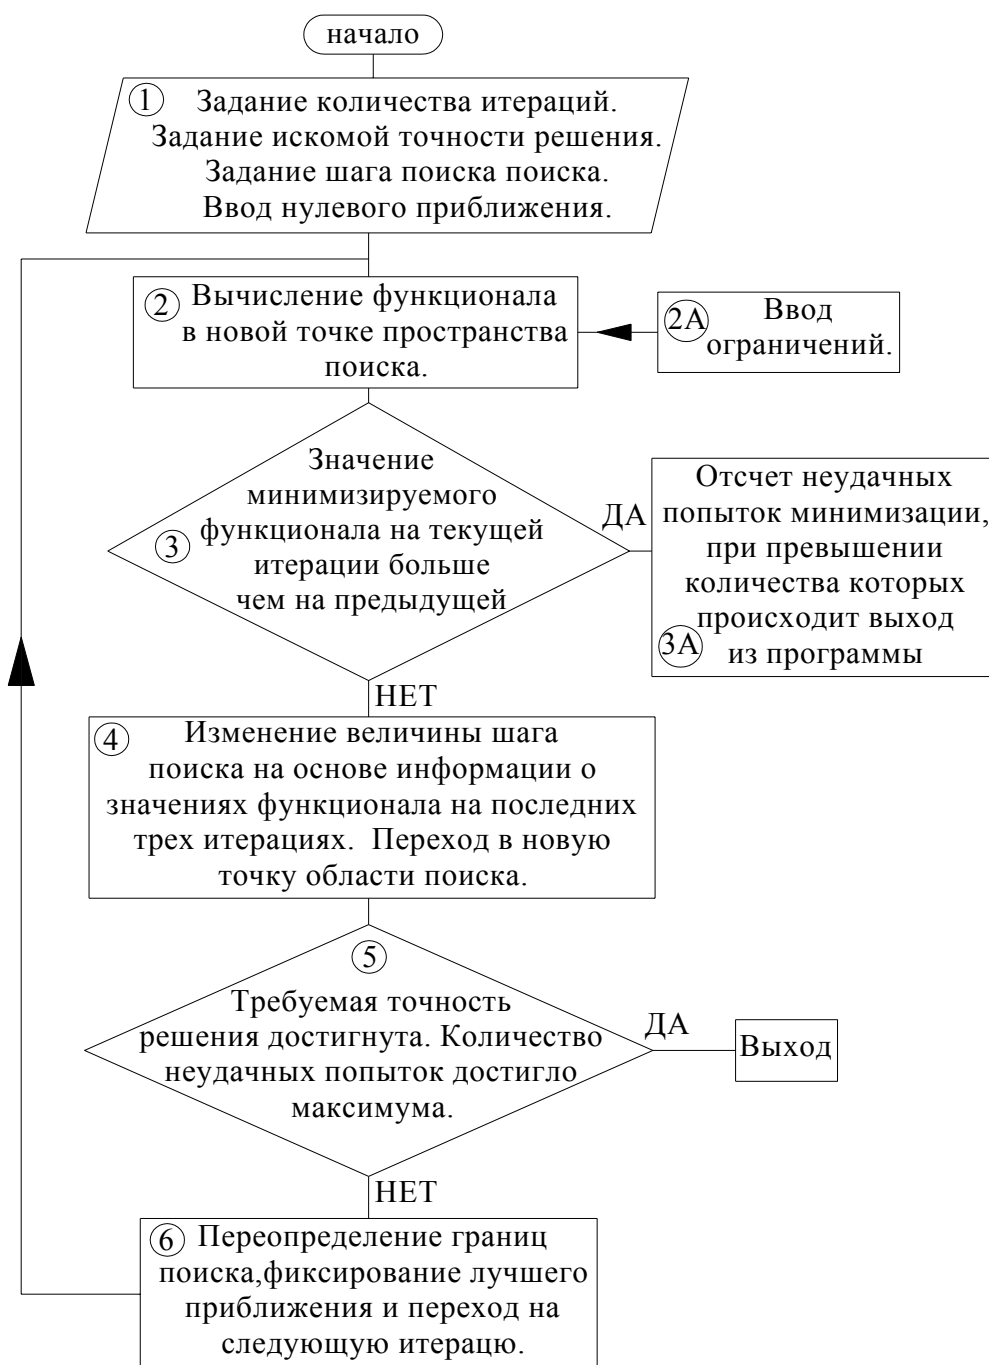 начало
1 Задание количества итераций.
Задание искомой точности решения.
Задание шага поиска поиска.
Ввод нулевого приближения.
2 Вычисление функционала
в новой точке пространства
поиска.
2А Ввод
ограничений.
Значение
минимизируемого
функционала на текущей
3 итерации больше
чем на предыдущей
ДА
Отсчет неудачных
попыток минимизации,
при превышении
количества которых
происходит выход
3А из программы
НЕТ
4 Изменение величины шага
поиска на основе информации о
значениях функционала на последних
трех итерациях. Переход в новую
точку области поиска.
5
Требуемая точность
решения достигнута. Количество
неудачных попыток достигло
максимума.
ДА
Выход
НЕТ
6 Переопределение границ
поиска,фиксирование лучшего
приближения и переход на
следующую итерацю.